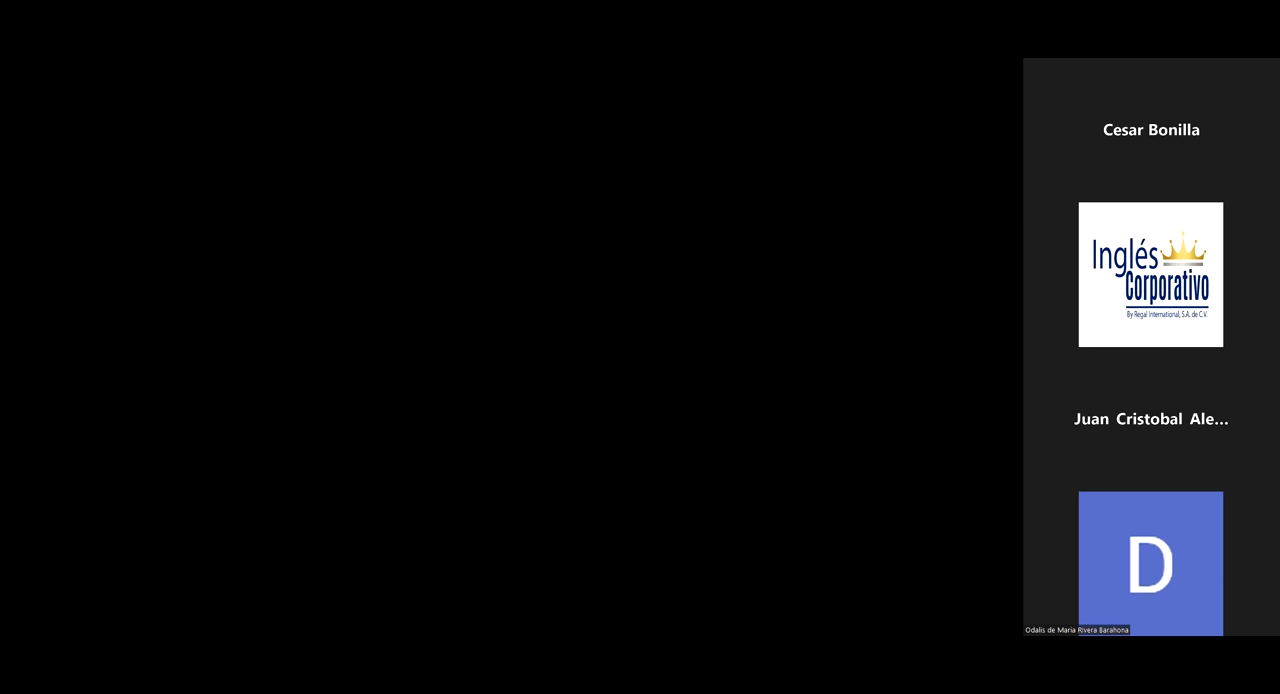 Cesar Bonilla
Inglés
Corporativo
By Regal International, S.A. de C.V.
Juan Cristobal Ale...
D
Odalis de Maria Rivera Barahona